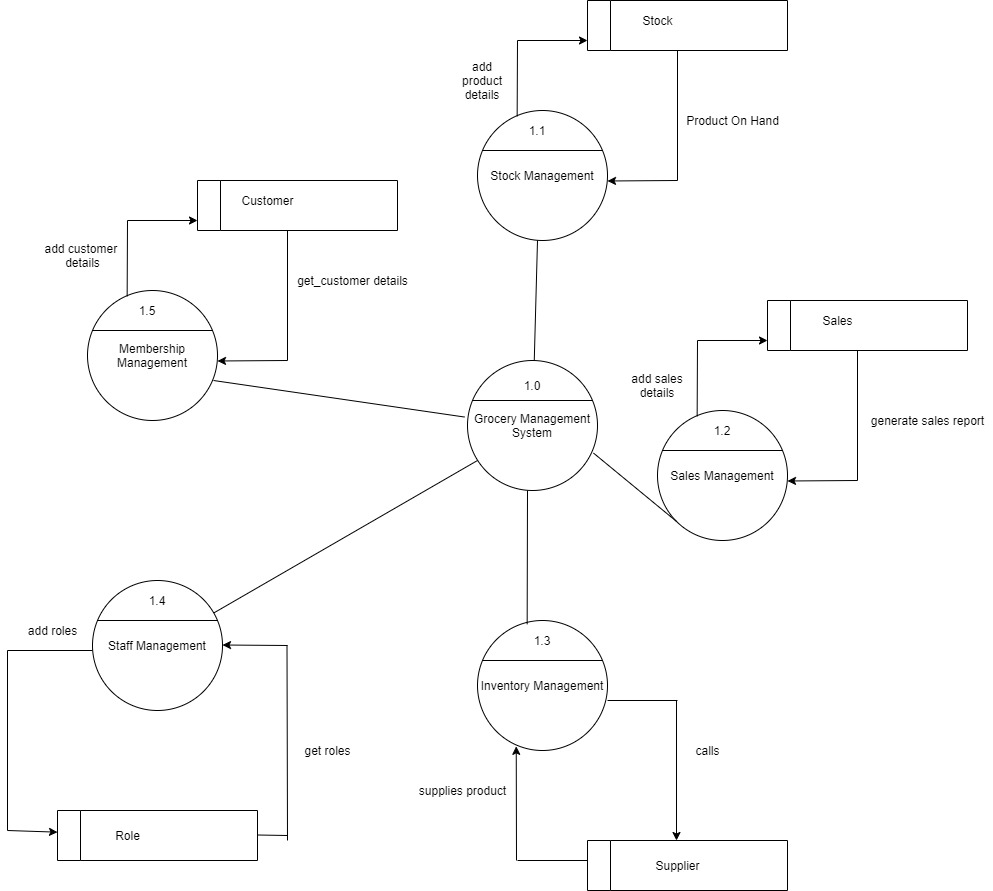 Stock
add
product
details
1.1
Product On Hand
Stock Management
Customer
add customer
details
get_customer details
1.5
Membership
Management
Sales
1.0
add sales
details
Grocery Management
System
1.2
generate sales report
Sales Management
1.4
add roles
Staff Management
1.3
Inventory Management
get roles
calls
supplies product
Role
Supplier